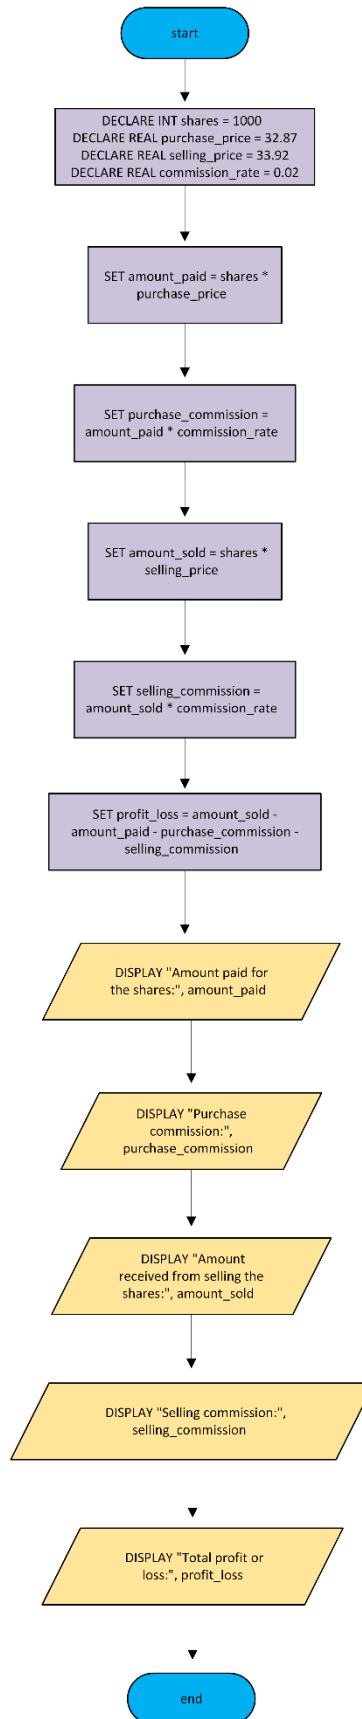 start
DECLARE INT shares = 1000
DECLARE REAL purchase_price = 32.87
DECLARE REAL selling_price = 33.92
DECLARE REAL commission_rate = 0.02
SET amount_paid = shares *
purchase_price
SET purchase_commission =
amount_paid * commission_rate
SET amount_sold = shares *
selling_price
SET selling_commission =
amount_sold * commission_rate
SET profit_loss = amount_sold -
amount_paid - purchase_commission -
selling_commission
DISPLAY "Amount paid for
the shares:", amount_paid
DISPLAY "Purchase
commission:",
purchase_commission
DISPLAY "Amount
received from selling the
shares:", amount_sold
DISPLAY "Selling commission:",
selling_commission
DISPLAY "Total profit or
loss:", profit_loss
end